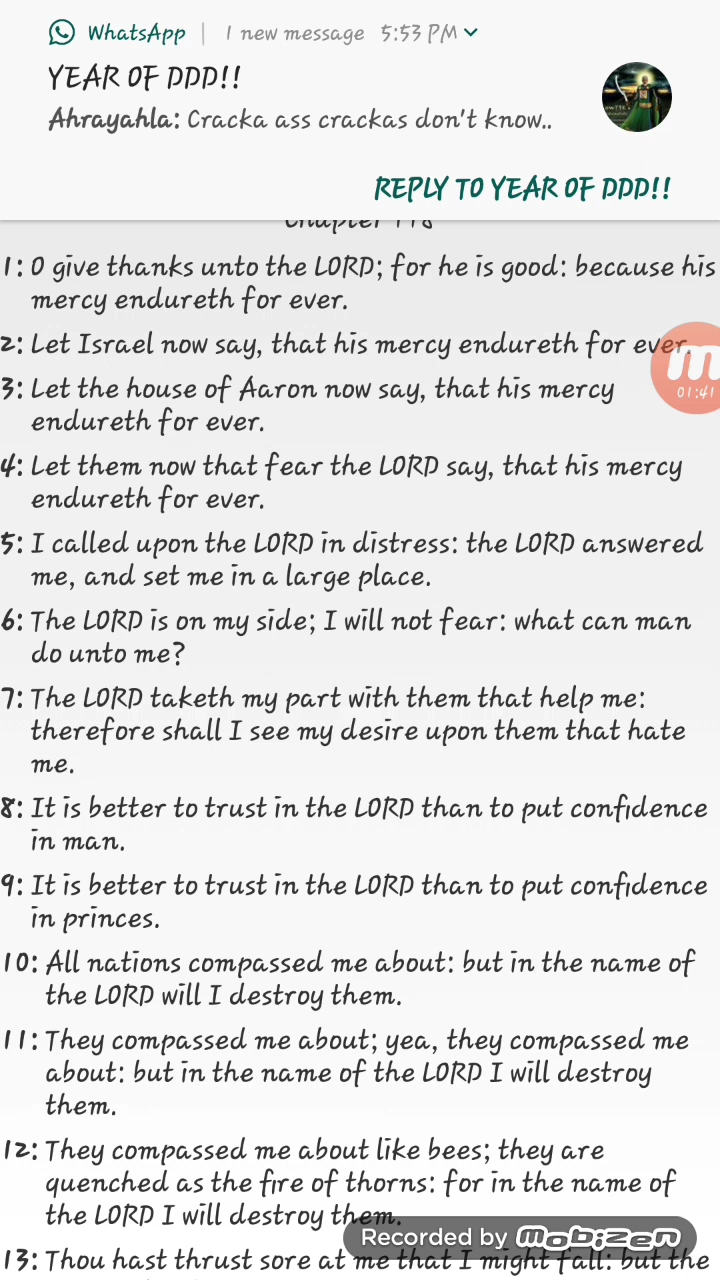 WhatsApp | 1 new message 5:53 PM
YEAR OF DDD!!
Ahrayahla: Cracka ass crackas don't know..
REPLY TO YEAR OF DDD!!
Chapter 118
1: O give thanks unto the LORD; for he is good: because his
mercy endureth for ever.
2: Let Israel now say, that his mercy endureth for ever.
3: Let the house of Aaron now say, that his mercy
endureth for ever.
01:41
4: Let them now that fear the LORD say, that his mercy
endureth for ever.
5: I called upon the LORD in distress: the LORD answered
me, and set me in a large place.
6: The LORD is on my side; I will not fear: what can man
do unto me?
7: The LORD taketh my part with them that help me:
therefore shall I see my desire upon them that hate
me.
8: It is better to trust in the LORD than to put confidence
in man.
9: It is better to trust in the LORD than to put confidence
in princes.
10: All nations compassed me about: but in the name of
the LORD will I destroy them.
11: They compassed me about; yea, they compassed me
about: but in the name of the LORD I will destroy
them.
12: They compassed me about like bees; they are
quenched as the fire of thorns: for in the name of
the LORD I will destroy them.
Recorded by mobizen
13: Thou hast thrust sore at me that I might fall: but the